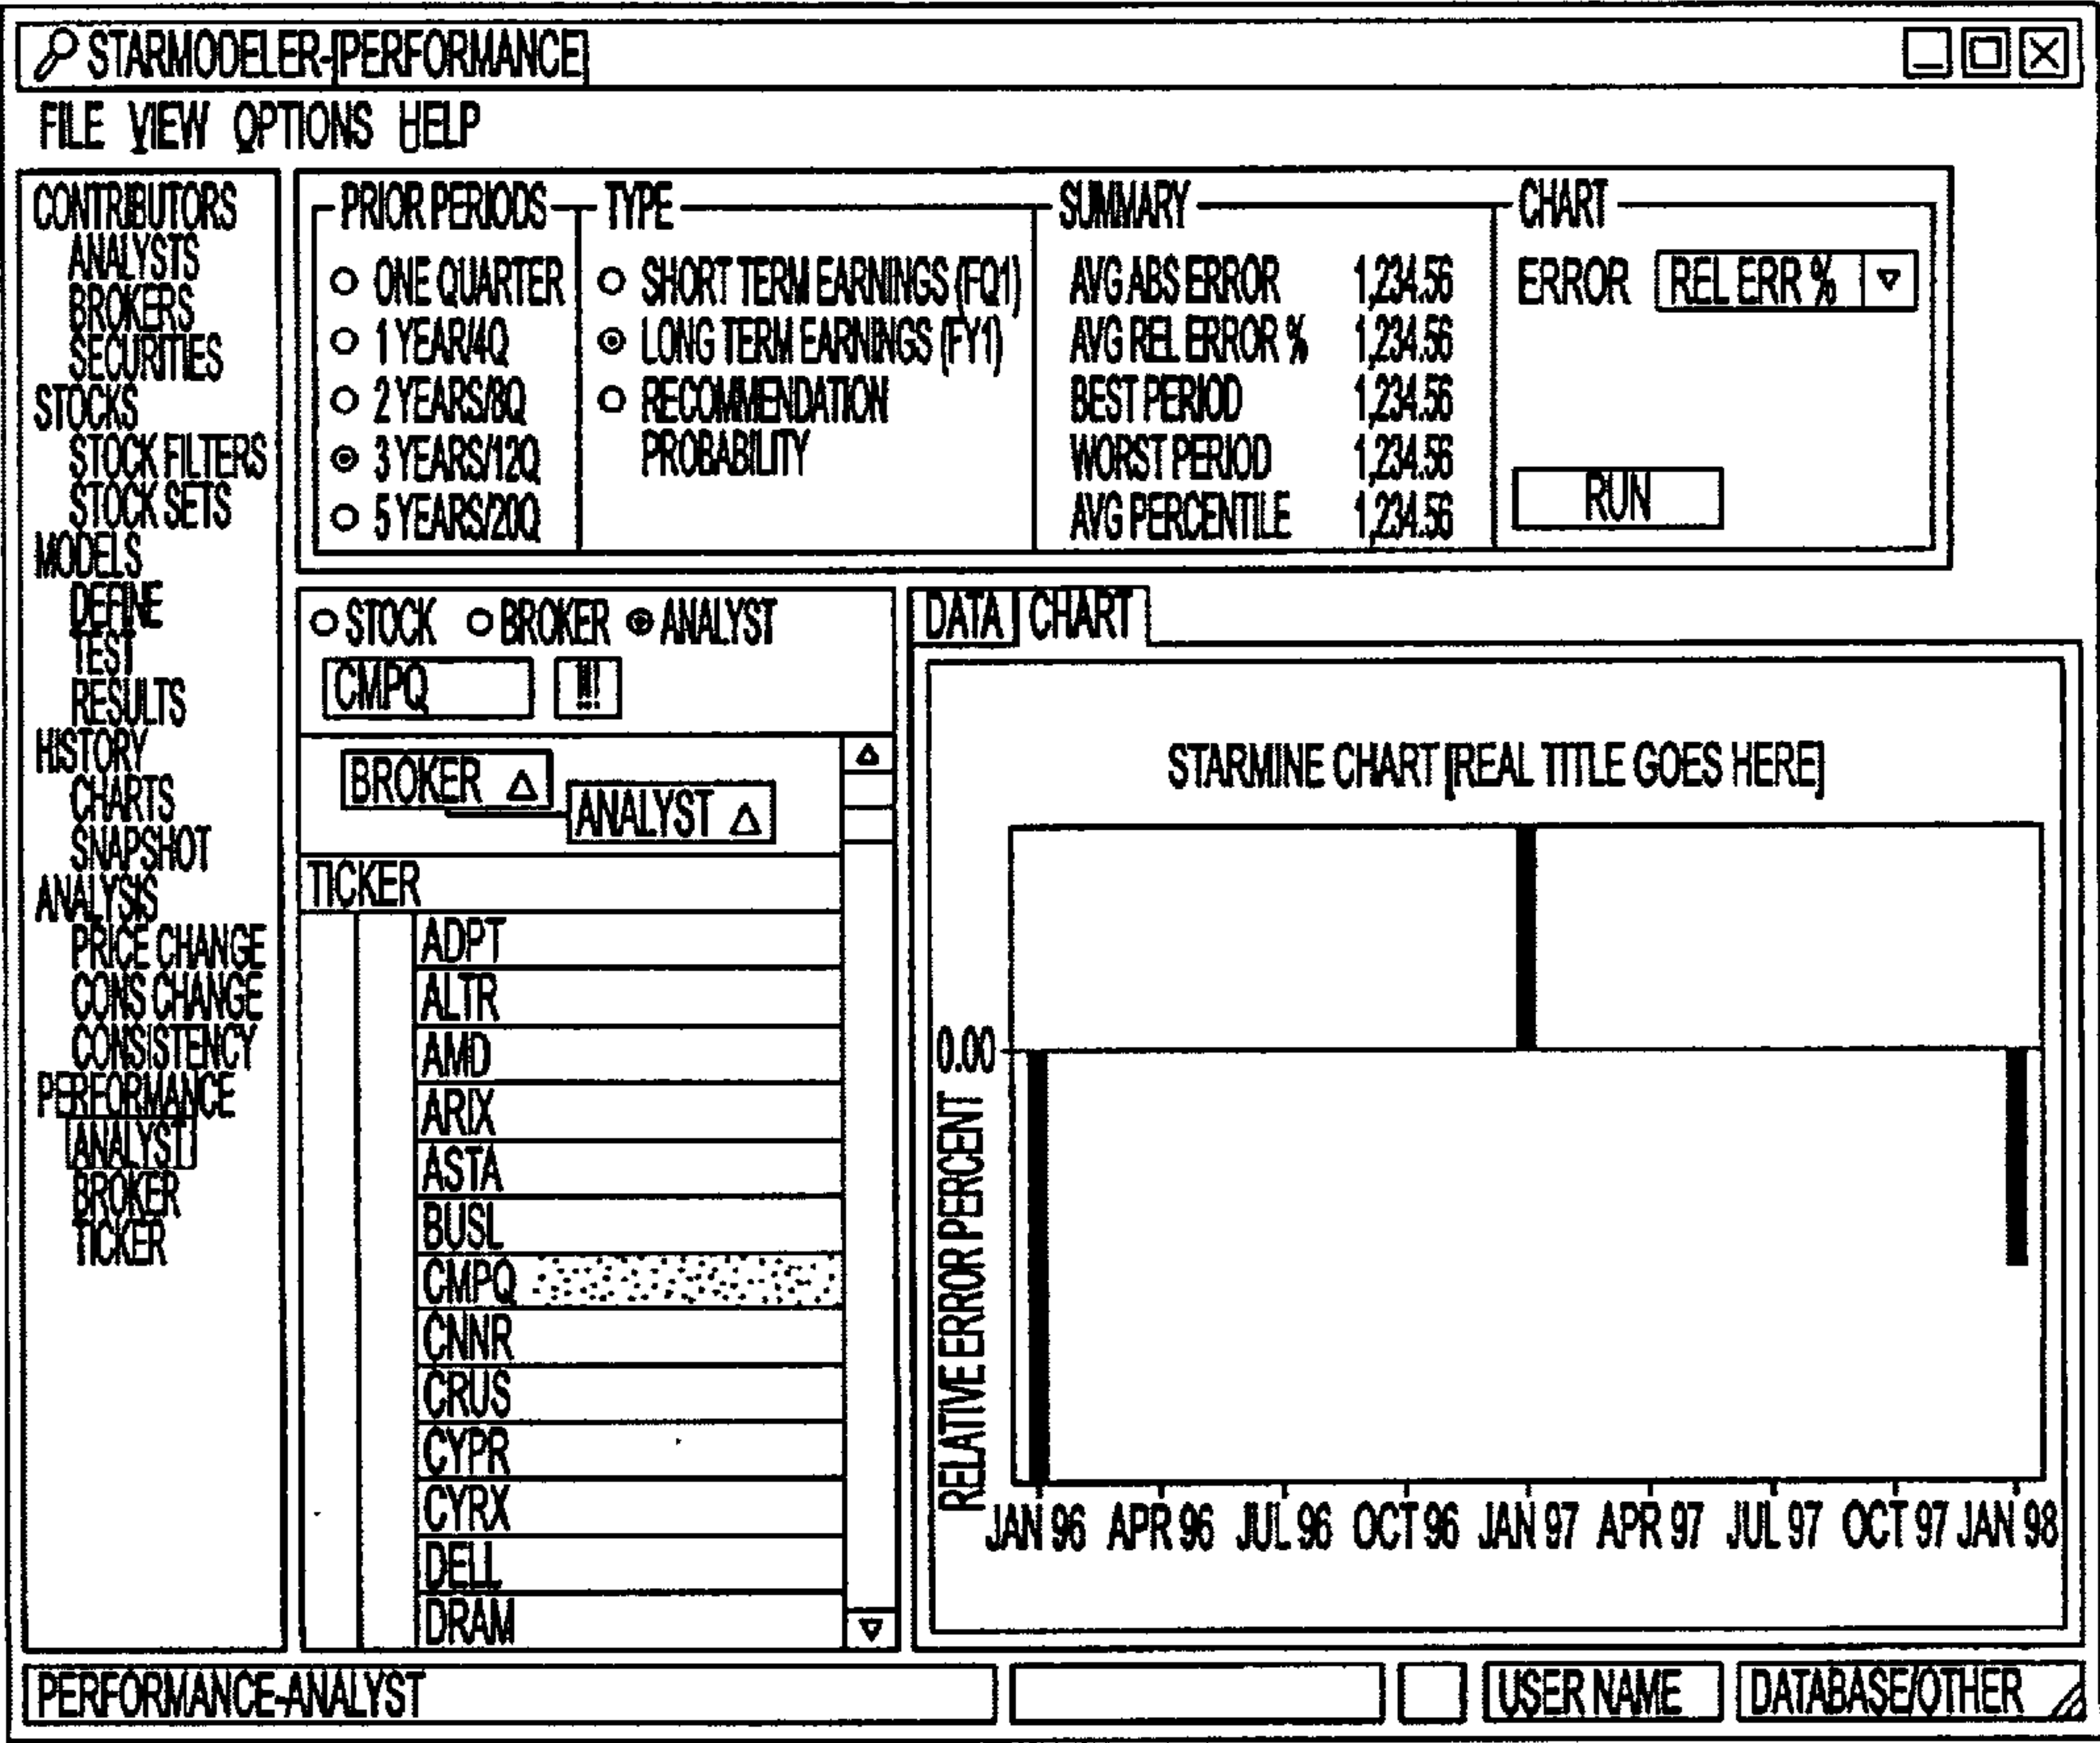 STARMODELER-[PERFORMANCE]
FILE VIEW OPTIONS HELP
CONTRIBUTORS
ANALYSTS
BROKERS
SECURITIES
STOCKS
STOCK FILTERS
STOCK SETS
MODELS
DEFINE
TEST
RESULTS
HISTORY
CHARTS
SNAPSHOT
ANALYSIS
PRICE CHANGE
CONS CHANGE
CONSISTENCY
PERFORMANCE
ANALYST
BROKER
TICKER
PRIOR PERIODS
ONE QUARTER
1 YEAR/4Q
2 YEARS/8Q
3 YEARS/12Q
5 YEARS/20Q
TYPE
SHORT TERM EARNINGS (FQ1)
LONG TERM EARNINGS (FY1)
RECOMMENDATION
PROBABILITY
SUMMARY
AVG ABS ERROR 1,234.56
AVG REL ERROR % 1,234.56
BEST PERIOD 1,234.56
WORST PERIOD 1,234.56
AVG PERCENTILE 1,234.56
CHART
ERROR REL ERR %
RUN
STOCK BROKER ANALYST
CMPQ !!!
BROKER
ANALYST
TICKER
ADPT
ALTR
AMD
ARIX
ASTA
BUSL
CMPQ
CNNR
CRUS
CYPR
CYRX
DELL
DRAM
DATA CHART
STARMINE CHART [REAL TITLE GOES HERE]
0.00
RELATIVE ERROR PERCENT
JAN 96 APR 96 JUL 96 OCT 96 JAN 97 APR 97 JUL 97 OCT 97 JAN 98
PERFORMANCE-ANALYST
USER NAME
DATABASE/OTHER